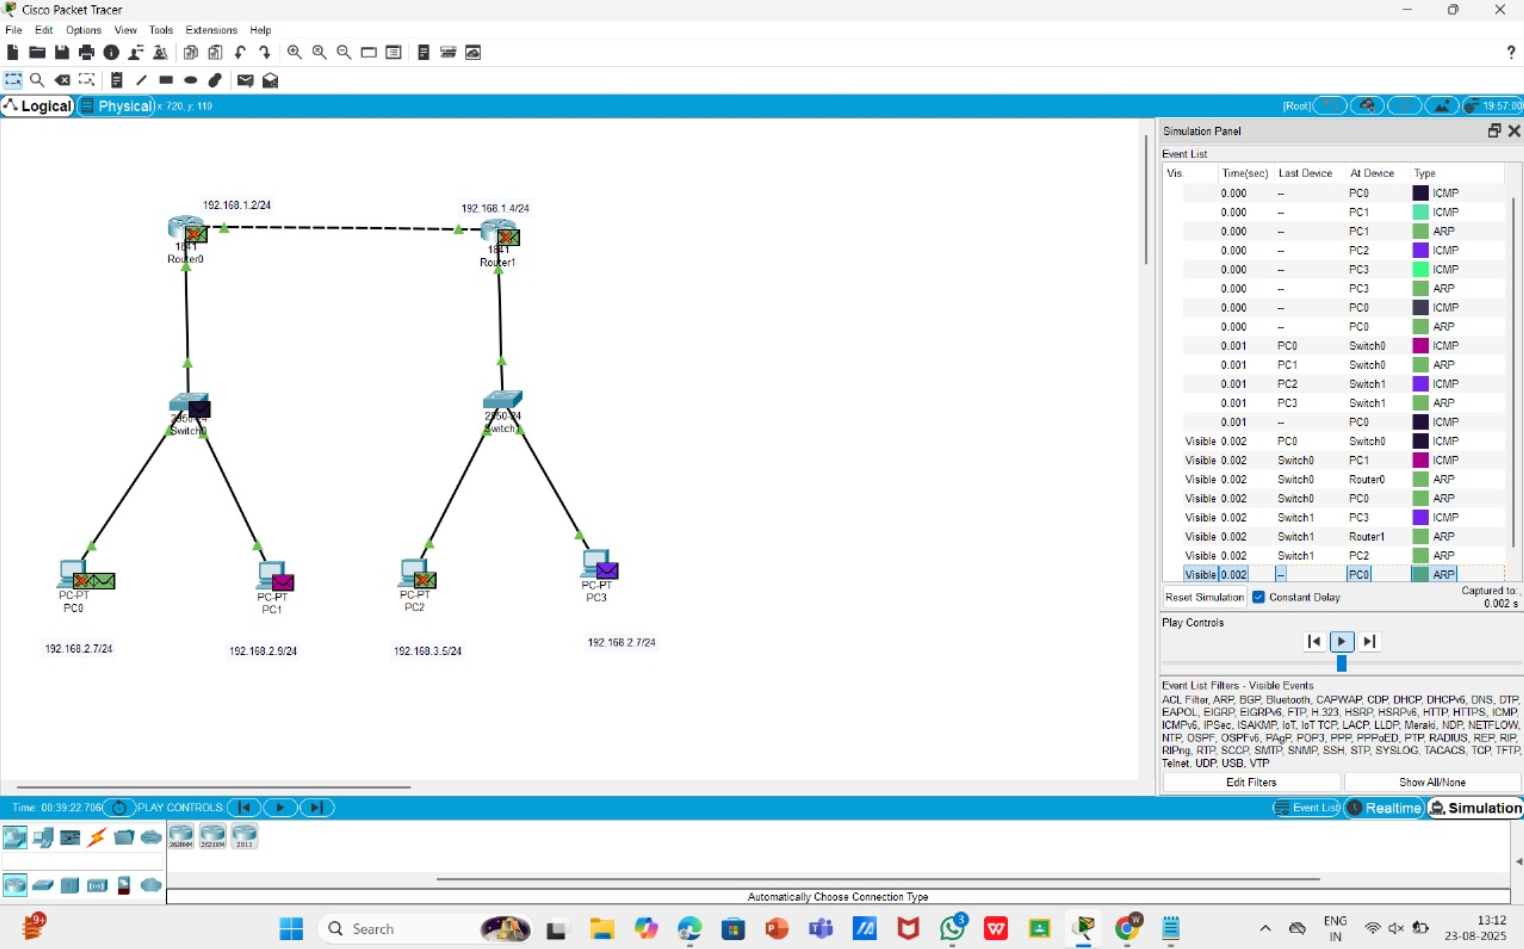 Cisco Packet Tracer
File Edit Options View Tools Extensions Help
?
Logical Physical x: 720, y: 119 [Root] 19:57:00
Simulation Panel
Event List
Vis. Time(sec) Last Device At Device Type
0.000 -- PC0 ICMP
0.000 -- PC1 ICMP
0.000 -- PC1 ARP
0.000 -- PC2 ICMP
0.000 -- PC3 ICMP
0.000 -- PC3 ARP
0.000 -- PC0 ICMP
0.000 -- PC0 ARP
0.001 PC0 Switch0 ICMP
0.001 PC1 Switch0 ARP
0.001 PC2 Switch1 ICMP
0.001 PC3 Switch1 ARP
0.001 -- PC0 ICMP
Visible 0.002 PC0 Switch0 ICMP
Visible 0.002 Switch0 PC1 ICMP
Visible 0.002 Switch0 Router0 ARP
Visible 0.002 Switch0 PC0 ARP
Visible 0.002 Switch1 PC3 ICMP
Visible 0.002 Switch1 Router1 ARP
Visible 0.002 Switch1 PC2 ARP
Visible 0.002 -- PC0 ARP
Reset Simulation Constant Delay Captured to:
0.002 s
Play Controls
Event List Filters - Visible Events
ACL Filter, ARP, BGP, Bluetooth, CAPWAP, CDP, DHCP, DHCPv6, DNS, DTP,
EAPOL, EIGRP, EIGRPv6, FTP, H.323, HSRP, HSRPv6, HTTP, HTTPS, ICMP,
ICMPv6, IPSec, ISAKMP, IoT, IoT TCP, LACP, LLDP, Meraki, NDP, NETFLOW,
NTP, OSPF, OSPFv6, PAgP, POP3, PPP, PPPoED, PTP, RADIUS, REP, RIP,
RIPng, RTP, SCCP, SMTP, SNMP, SSH, STP, SYSLOG, TACACS, TCP, TFTP,
Telnet, UDP, USB, VTP
Edit Filters Show All/None
192.168.1.2/24
192.168.1.4/24
1841
Router0
1841
Router1
2950-24
Switch0
2950-24
Switch1
PC-PT
PC0
PC-PT
PC1
PC-PT
PC2
PC-PT
PC3
192.168.2.7/24
192.168.2.9/24
192.168.3.5/24
192.168.2.7/24
Time: 00:39:22.706 PLAY CONTROLS: Event List Realtime Simulation
2620XM 2621XM 2811
Automatically Choose Connection Type
9+
Search
3
W
ENG
IN
13:12
23-08-2025